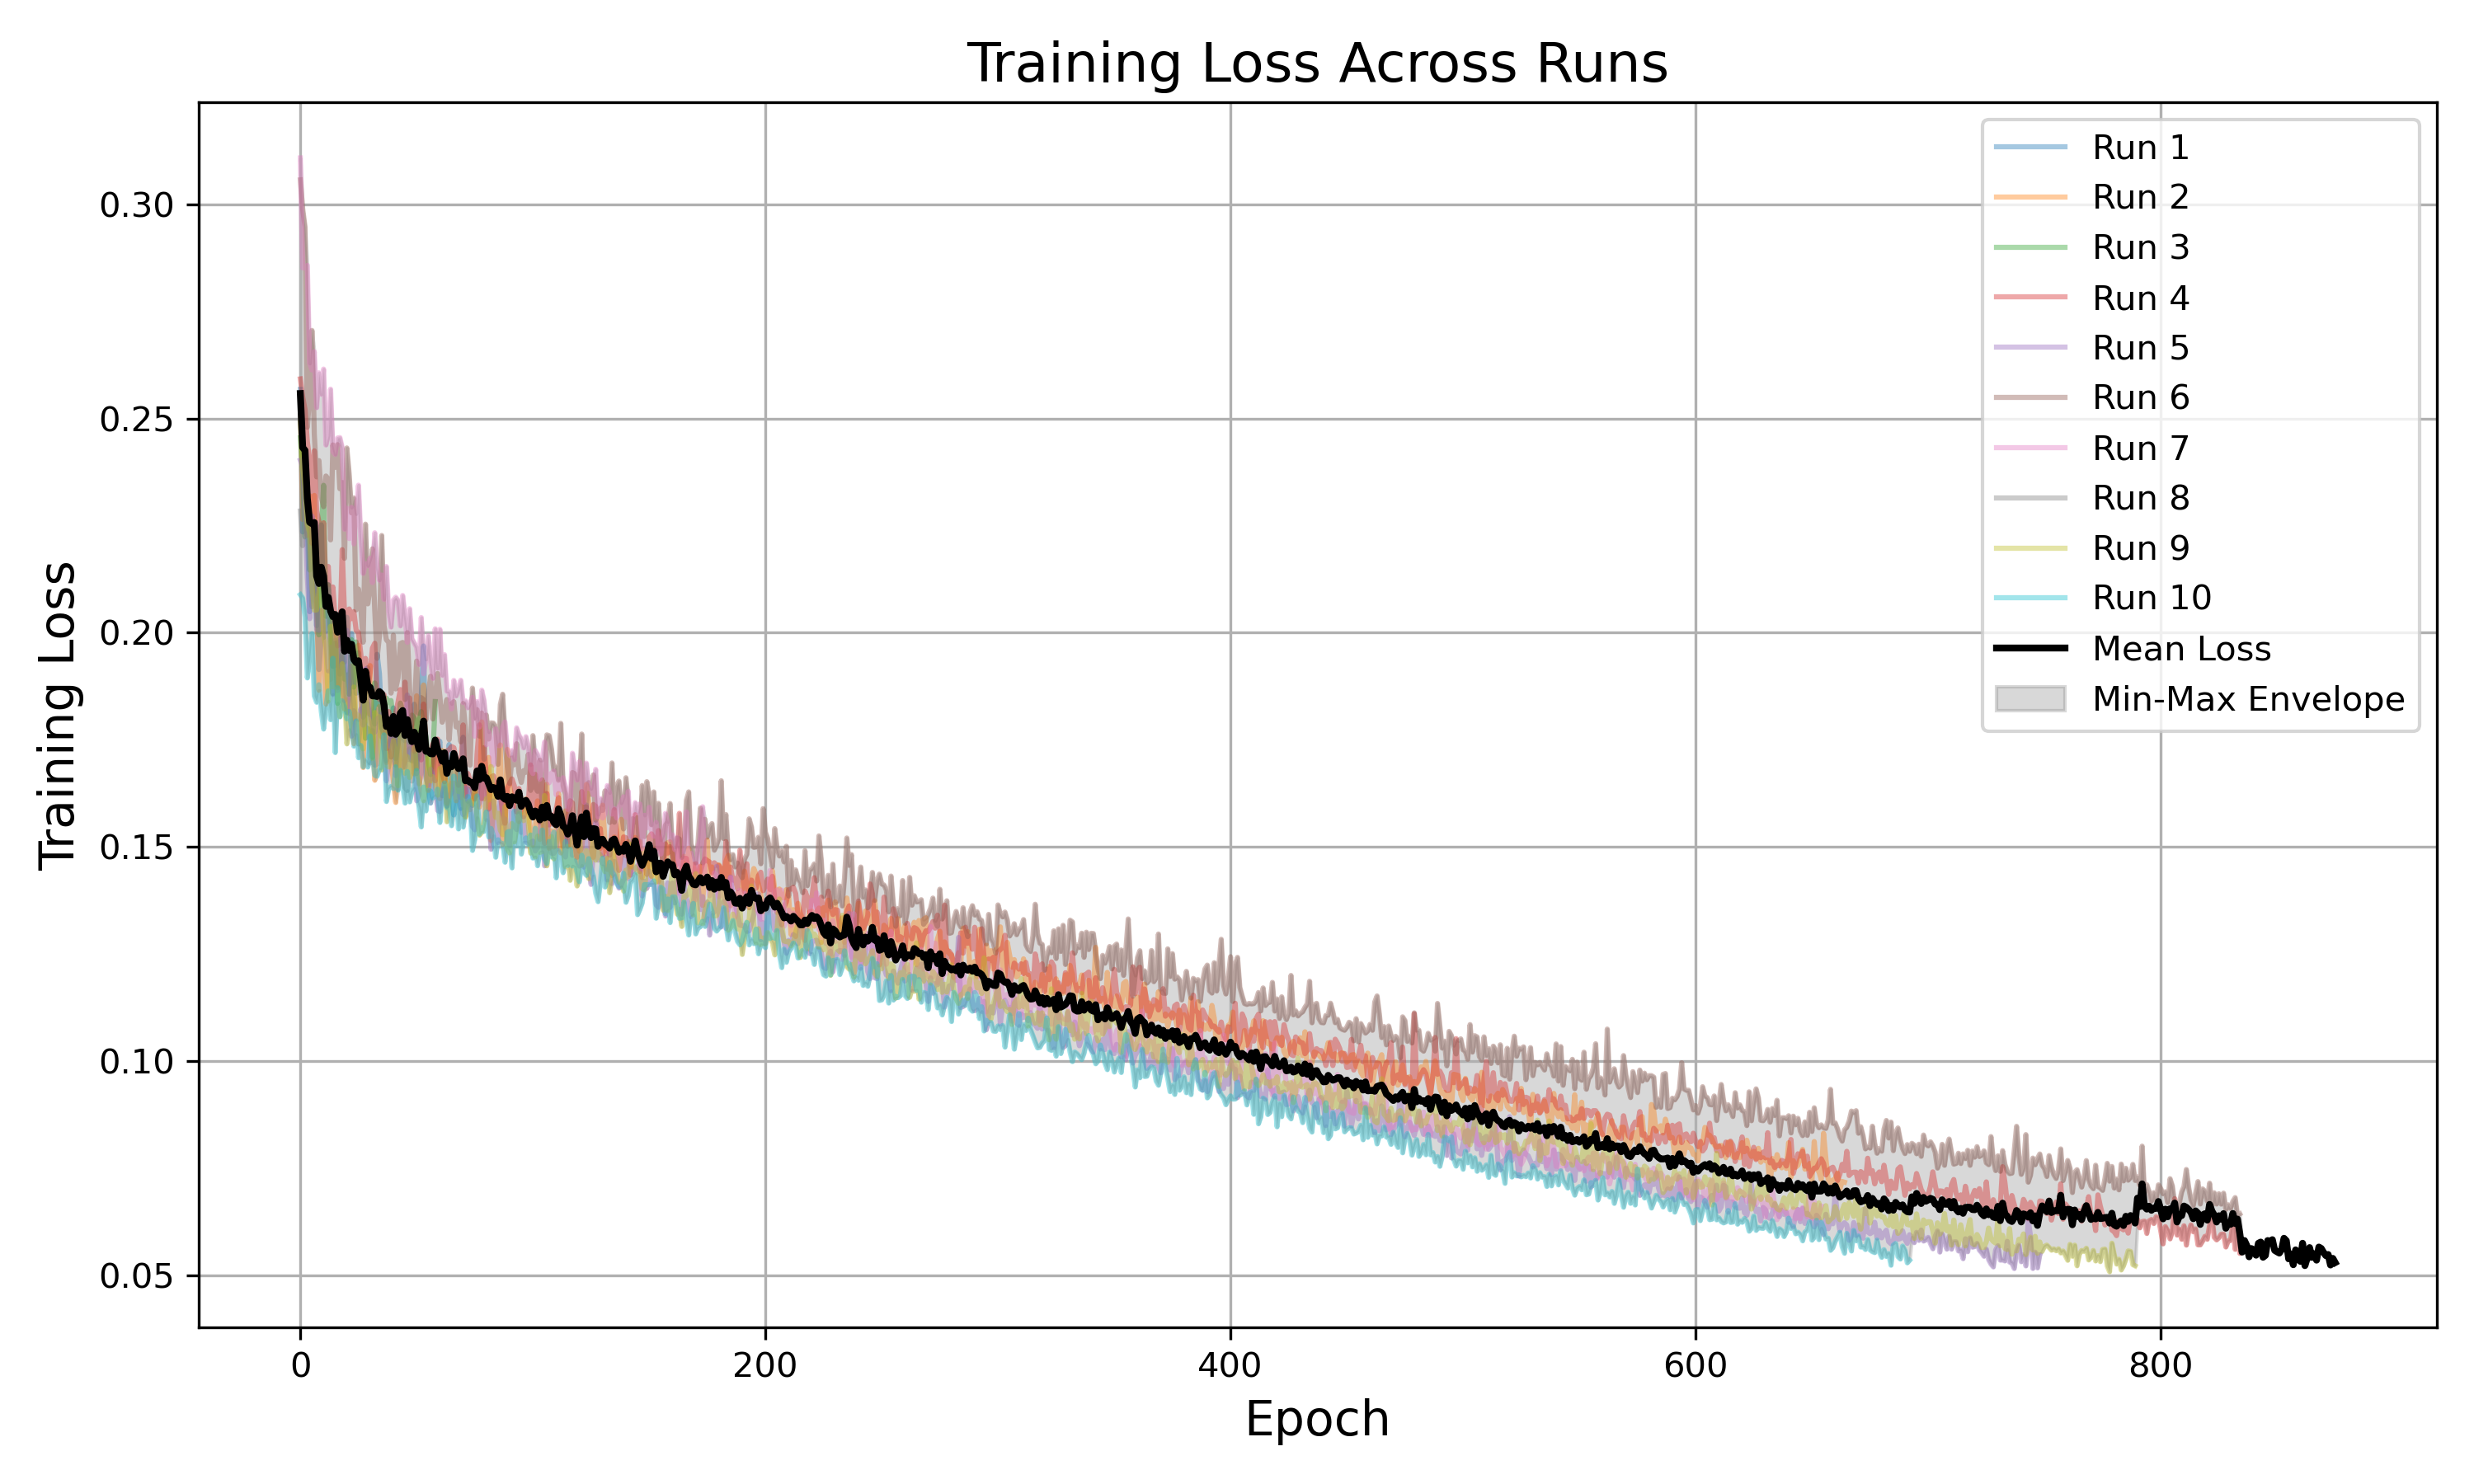 Training Loss Across Runs
Training Loss
0.30
0.25
0.20
0.15
0.10
0.05
0
200
400
600
800
Epoch
Run 1
Run 2
Run 3
Run 4
Run 5
Run 6
Run 7
Run 8
Run 9
Run 10
Mean Loss
Min-Max Envelope